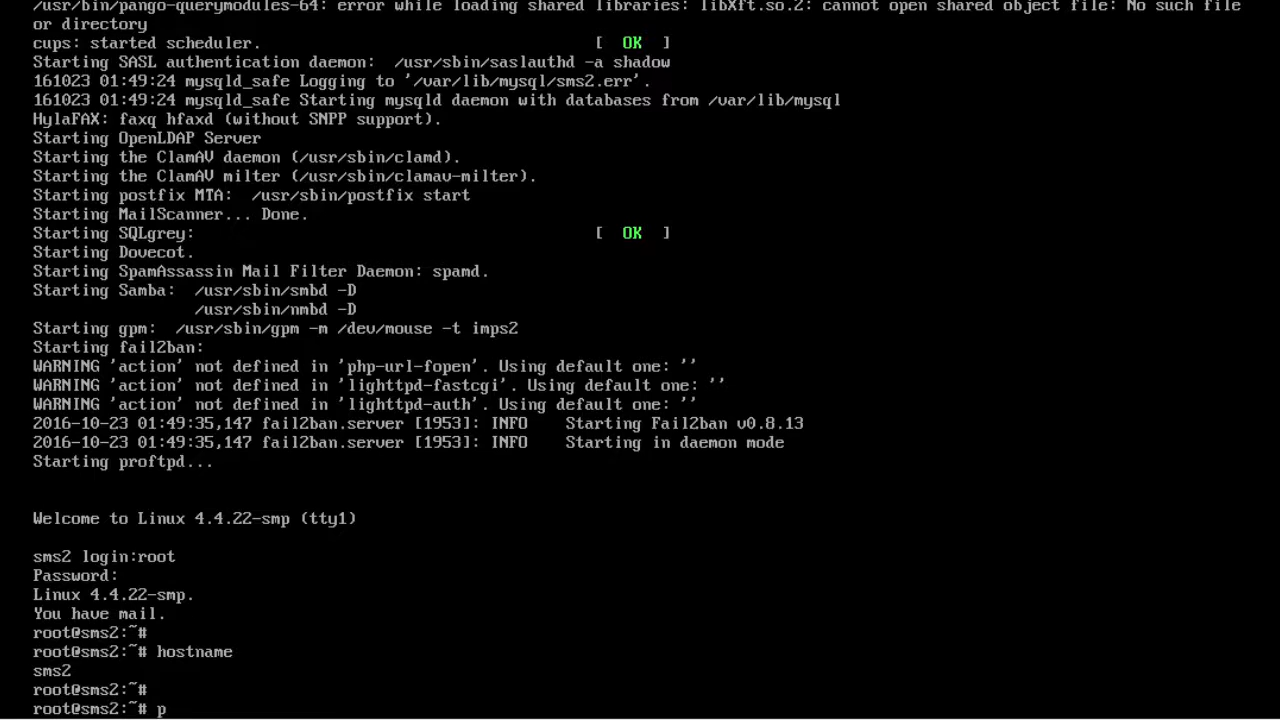 /usr/bin/pango-querymodules-64: error while loading shared libraries: libXft.so.2: cannot open shared object file: No such file
or directory
cups: started scheduler. [ OK ]
Starting SASL authentication daemon: /usr/sbin/saslauthd -a shadow
161023 01:49:24 mysqld_safe Logging to '/var/lib/mysql/sms2.err'.
161023 01:49:24 mysqld_safe Starting mysqld daemon with databases from /var/lib/mysql
HylaFAX: faxq hfaxd (without SNPP support).
Starting OpenLDAP Server
Starting the ClamAV daemon (/usr/sbin/clamd).
Starting the ClamAV milter (/usr/sbin/clamav-milter).
Starting postfix MTA: /usr/sbin/postfix start
Starting MailScanner... Done.
Starting SQLgrey: [ OK ]
Starting Dovecot.
Starting SpamAssassin Mail Filter Daemon: spamd.
Starting Samba: /usr/sbin/smbd -D
/usr/sbin/nmbd -D
Starting gpm: /usr/sbin/gpm -m /dev/mouse -t imps2
Starting fail2ban:
WARNING 'action' not defined in 'php-url-fopen'. Using default one: ''
WARNING 'action' not defined in 'lighttpd-fastcgi'. Using default one: ''
WARNING 'action' not defined in 'lighttpd-auth'. Using default one: ''
2016-10-23 01:49:35,147 fail2ban.server [1953]: INFO Starting Fail2ban v0.8.13
2016-10-23 01:49:35,147 fail2ban.server [1953]: INFO Starting in daemon mode
Starting proftpd...
Welcome to Linux 4.4.22-smp (tty1)
sms2 login:root
Password:
Linux 4.4.22-smp.
You have mail.
root@sms2:~#
root@sms2:~# hostname
sms2
root@sms2:~#
root@sms2:~# p